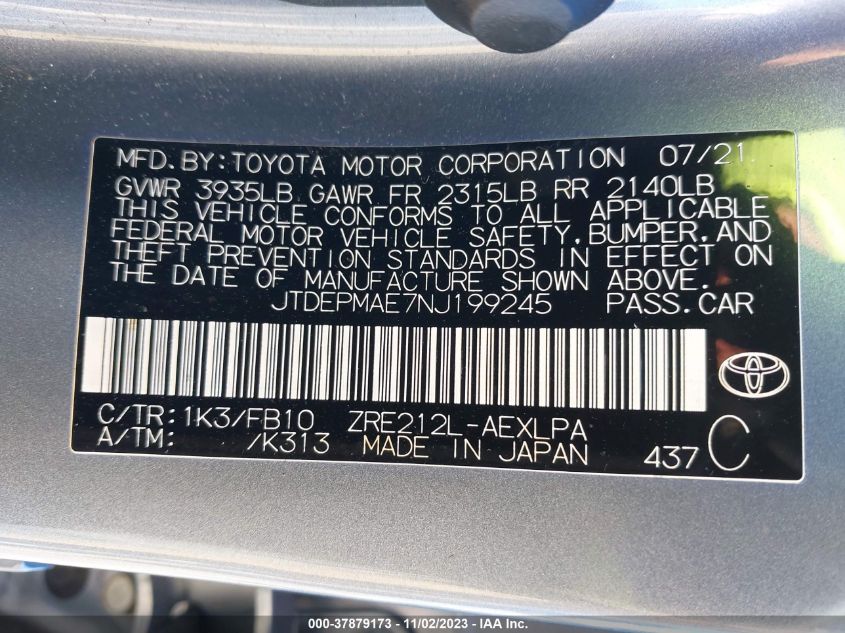 MFD.BY:TOYOTA MOTOR CORPORATION 07/21
GVWR 3935LB GAWR FR 2315LB RR 2140LB
THIS VEHICLE CONFORMS TO ALL APPLICABLE
FEDERAL MOTOR VEHICLE SAFETY,BUMPER,AND
THEFT PREVENTION STANDARDS IN EFFECT ON
THE DATE OF MANUFACTURE SHOWN ABOVE.
JTDEPMAE7NJ199245 PASS.CAR
C/TR:1K3/FB10 ZRE212L-AEXLPA
A/TM: /K313 MADE IN JAPAN 437 C
000-37879173 - 11/02/2023 - IAA Inc.